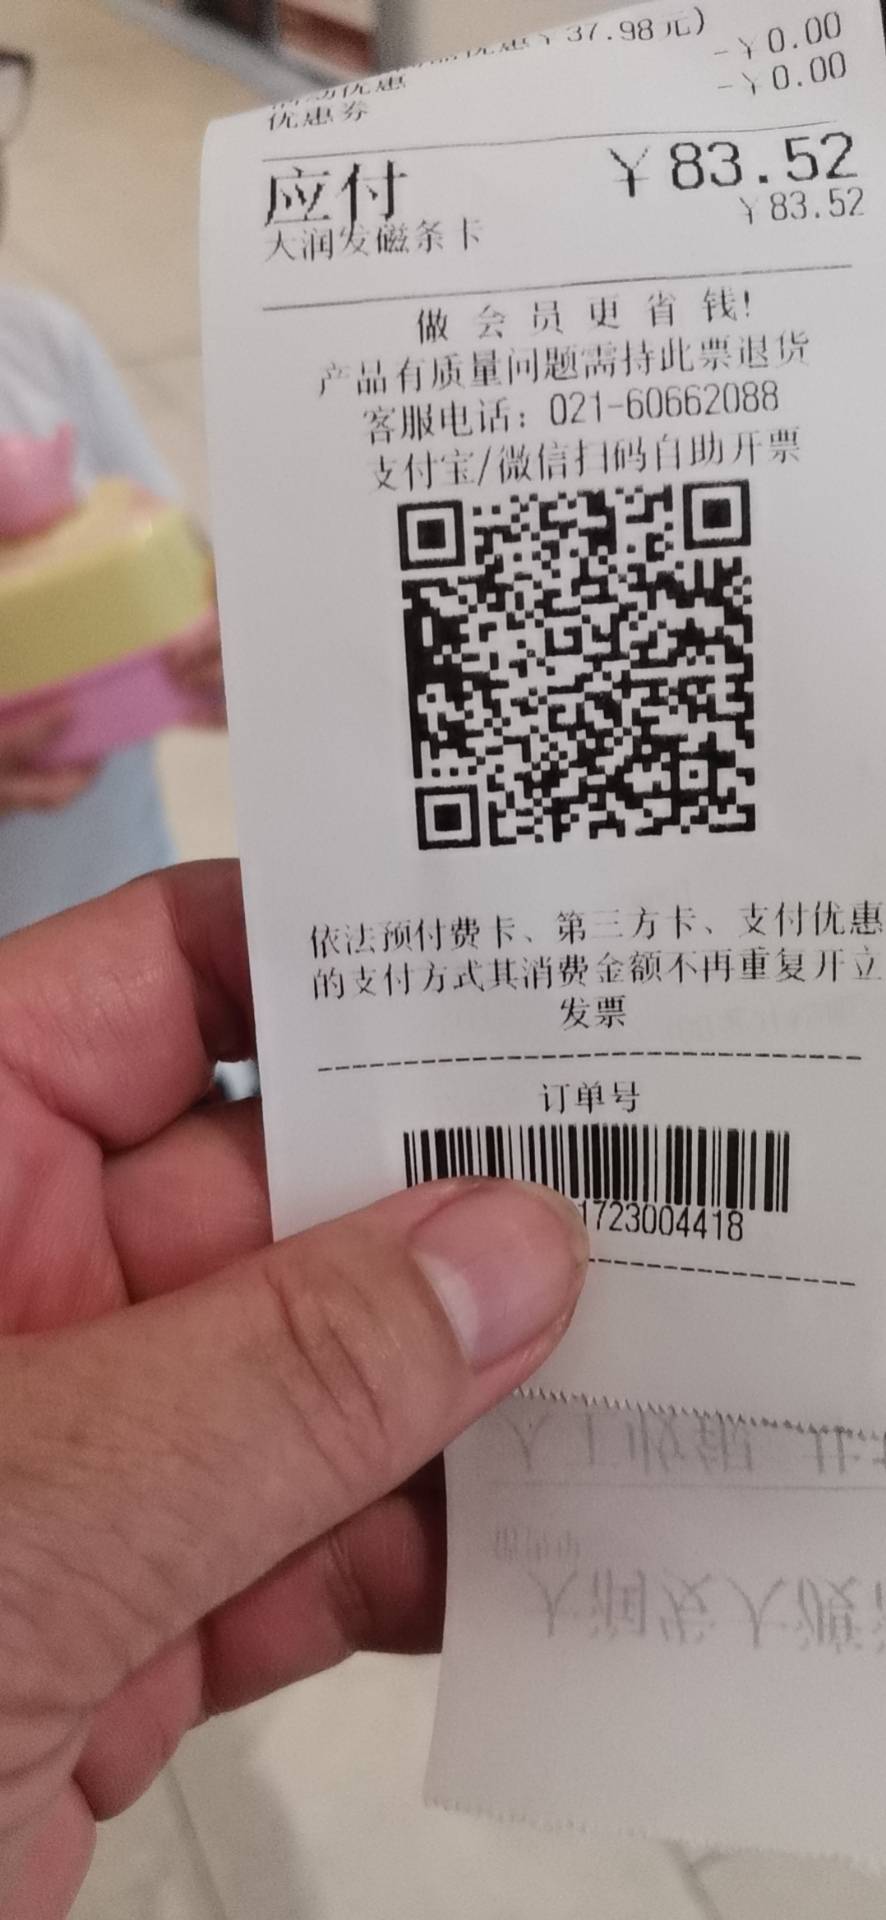 优惠￥37.98元)
优惠 -￥0.00
优惠券 -￥0.00
应付 ￥83.52
大润发磁条卡 ￥83.52
做会员更省钱!
产品有质量问题需持此票退货
客服电话：021-60662088
支付宝/微信扫码自助开票
依法预付费卡、第三方卡、支付优惠
的支付方式其消费金额不再重复开立
发票
订单号
1723004418